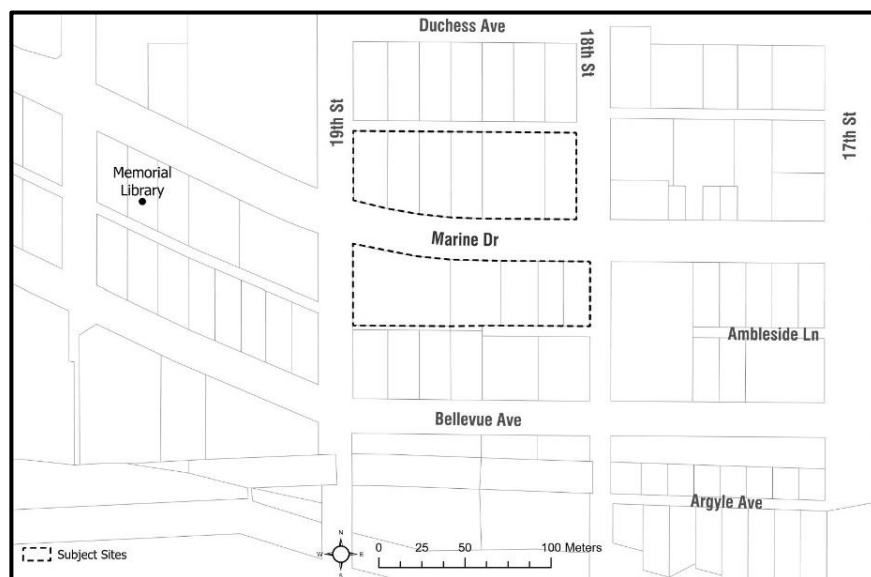 Duchess Ave
18th St
19th St
17th St
Memorial
Library
Marine Dr
Ambleside Ln
Bellevue Ave
Argyle Ave
Subject Sites
N
W E
S
0 25 50 100 Meters